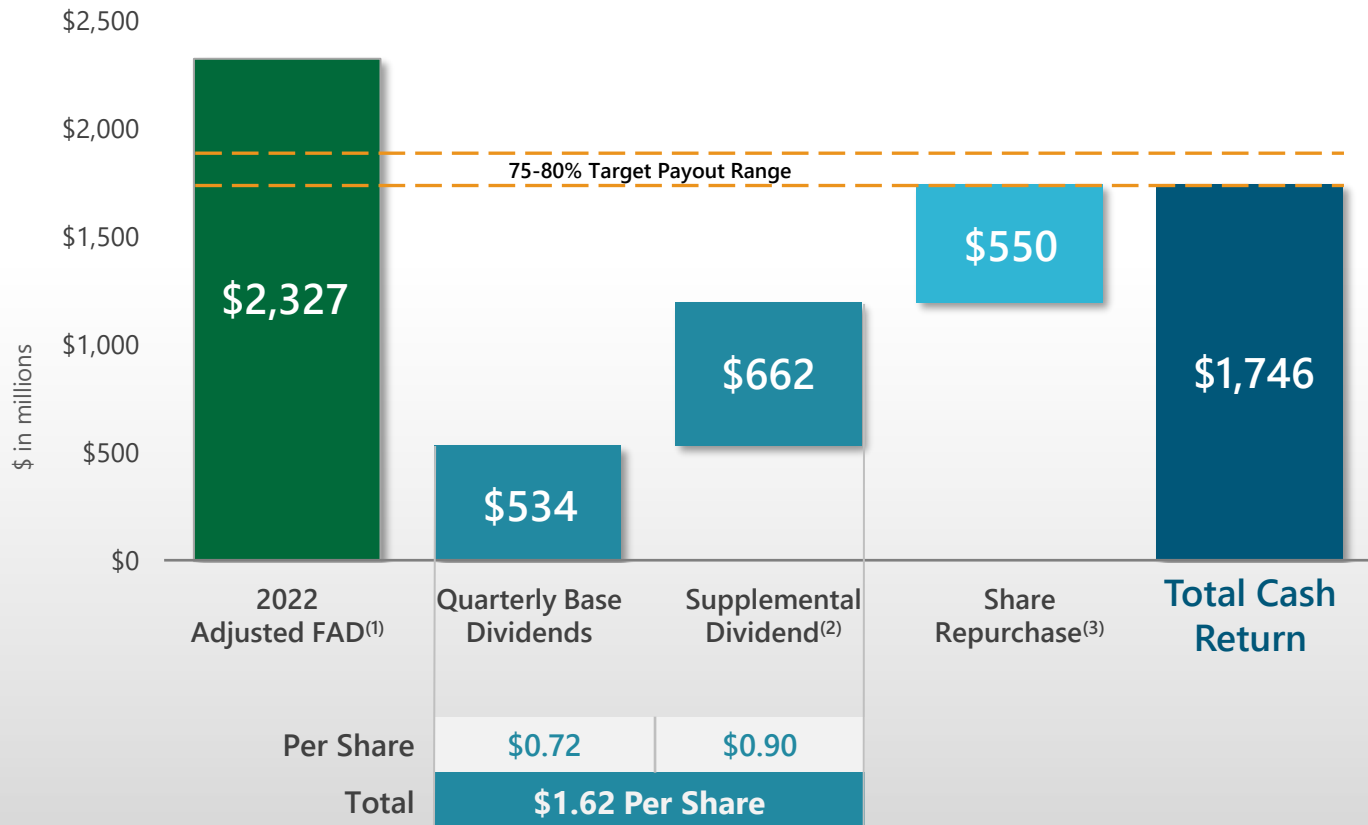 $2,500
$2,000
$1,500
$1,000
$500
$0
$ in millions
75-80% Target Payout Range
$2,327
$534
$662
$550
$1,746
2022
Adjusted FAD(1)
Quarterly Base
Dividends
Supplemental
Dividend(2)
Share
Repurchase(3)
Total Cash
Return
Per Share $0.72 $0.90
Total $1.62 Per Share